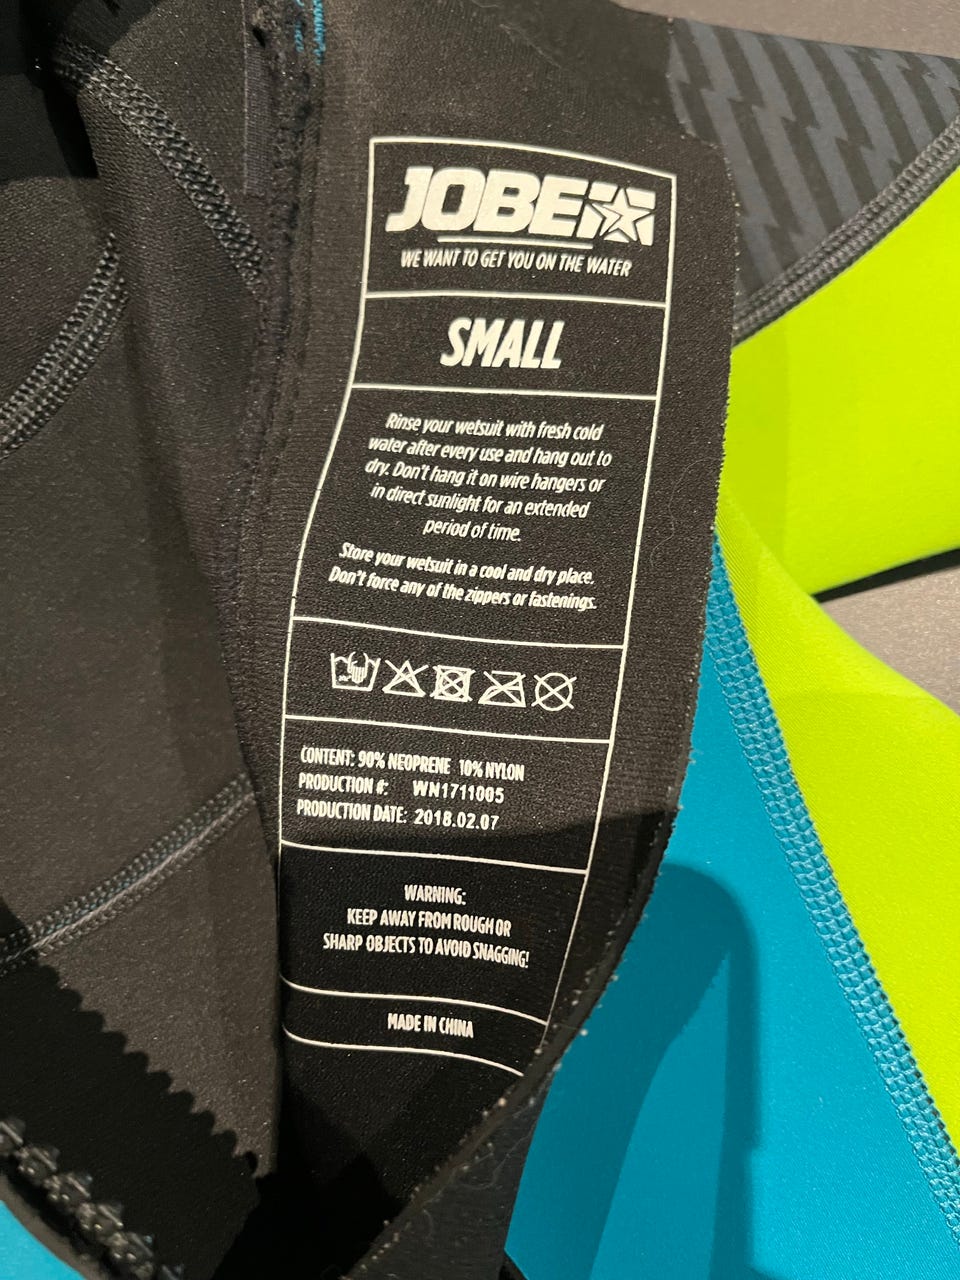 JOBE
WE WANT TO GET YOU ON THE WATER
SMALL
Rinse your wetsuit with fresh cold
water after every use and hang out to
dry. Don't hang it on wire hangers or
in direct sunlight for an extended
period of time.
Store your wetsuit in a cool and dry place.
Don't force any of the zippers or fastenings.
CONTENT: 90% NEOPRENE 10% NYLON
PRODUCTION #: WN1711005
PRODUCTION DATE: 2018.02.07
WARNING:
KEEP AWAY FROM ROUGH OR
SHARP OBJECTS TO AVOID SNAGGING!
MADE IN CHINA